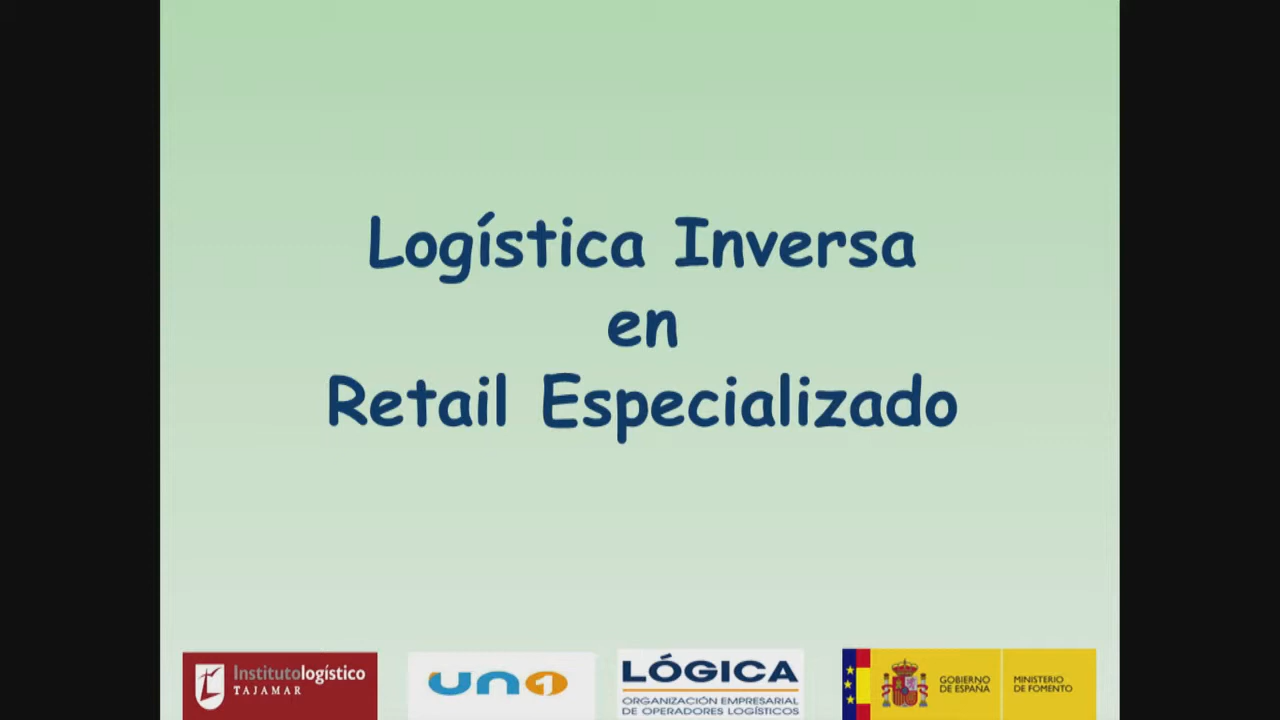 Logística Inversa
en
Retail Especializado
Institutologístico
TAJAMAR
uno1
LÓGICA
ORGANIZACIÓN EMPRESARIAL
DE OPERADORES LOGÍSTICOS
GOBIERNO
DE ESPAÑA
MINISTERIO
DE FOMENTO